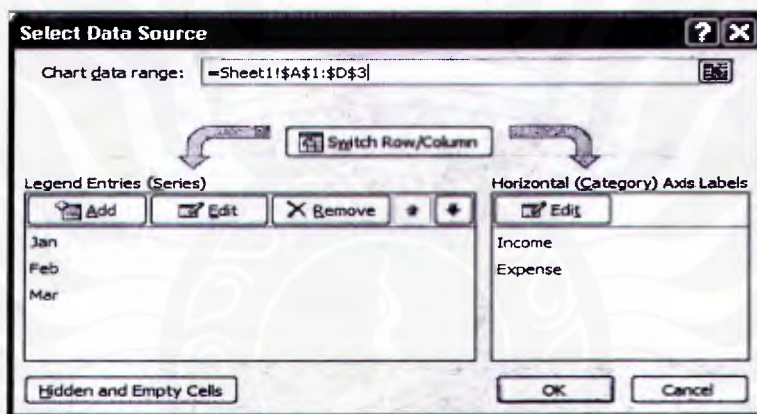 Select Data Source
Chart data range: =Sheet1!$A$1:$D$3
Switch Row/Column
Legend Entries (Series)
Add Edit Remove
Jan
Feb
Mar
Horizontal (Category) Axis Labels
Edit
Income
Expense
Hidden and Empty Cells
OK Cancel